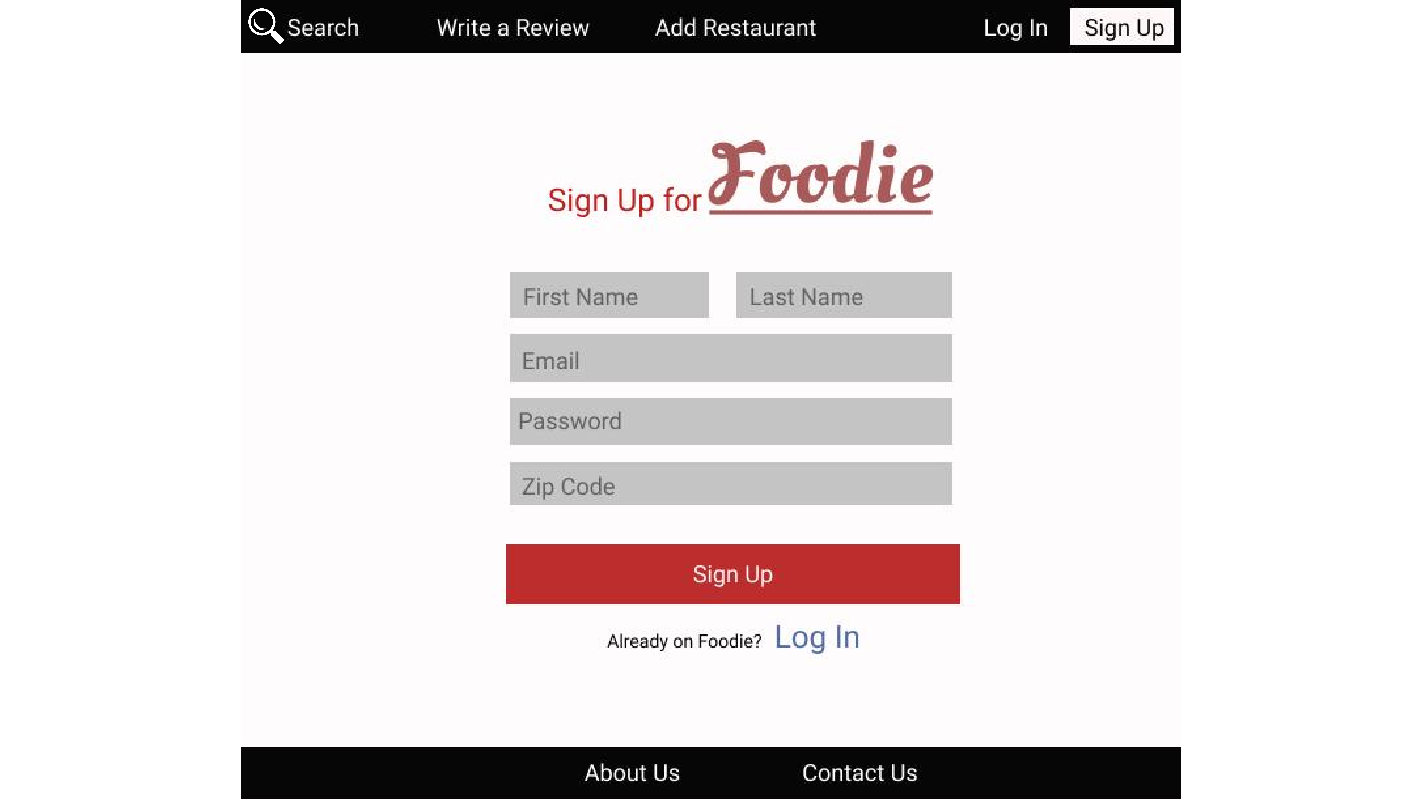 Search Write a Review Add Restaurant Log In Sign Up
Sign Up for Foodie
First Name Last Name
Email
Password
Zip Code
Sign Up
Already on Foodie? Log In
About Us Contact Us